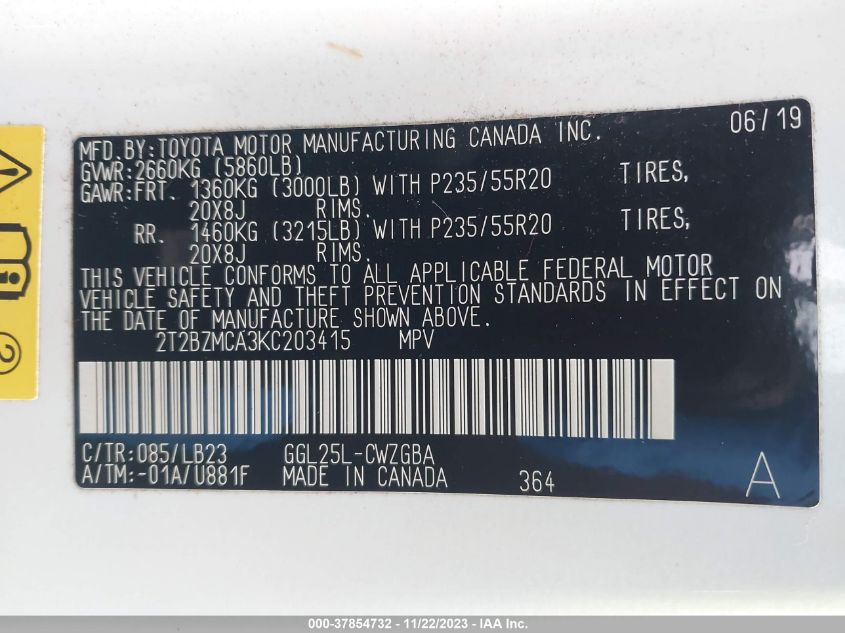 06/19
MFD.BY:TOYOTA MOTOR MANUFACTURING CANADA INC.
GVWR:2660KG (5860LB)
GAWR:FRT. 1360KG (3000LB) WITH P235/55R20 TIRES,
20X8J RIMS.
RR. 1460KG (3215LB) WITH P235/55R20 TIRES,
20X8J RIMS.
THIS VEHICLE CONFORMS TO ALL APPLICABLE FEDERAL MOTOR
VEHICLE SAFETY AND THEFT PREVENTION STANDARDS IN EFFECT ON
THE DATE OF MANUFACTURE SHOWN ABOVE.
2T2BZMCA3KC203415 MPV
C/TR:085/LB23 GGL25L-CWZGBA
A/TM:-01A/U881F MADE IN CANADA 364 A
2
000-37854732 - 11/22/2023 - IAA Inc.